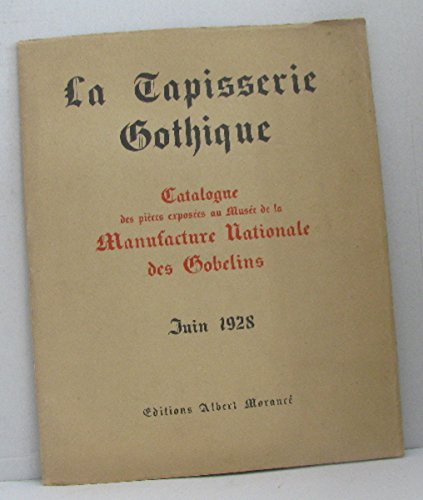 La Tapisserie
Gothique
Catalogue
des pièces exposées au Musée de la
Manufacture Nationale
des Gobelins
Juin 1928
Editions Albert Morancé